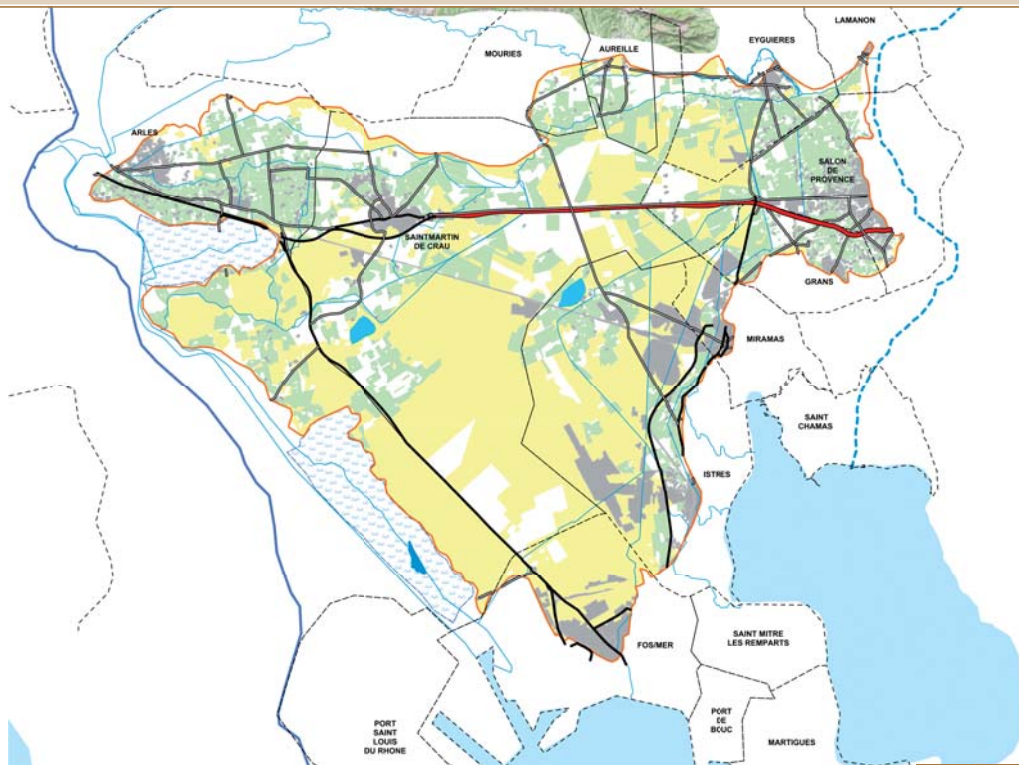 LAMANON
EYGUIERES
AUREILLE
MOURIES
ARLES
SALON
DE
PROVENCE
SAINTMARTIN
DE CRAU
GRANS
MIRAMAS
SAINT
CHAMAS
ISTRES
FOS/MER
SAINT MITRE
LES REMPARTS
PORT
DE
BOUC
PORT
SAINT
LOUIS
DU RHONE
MARTIGUES